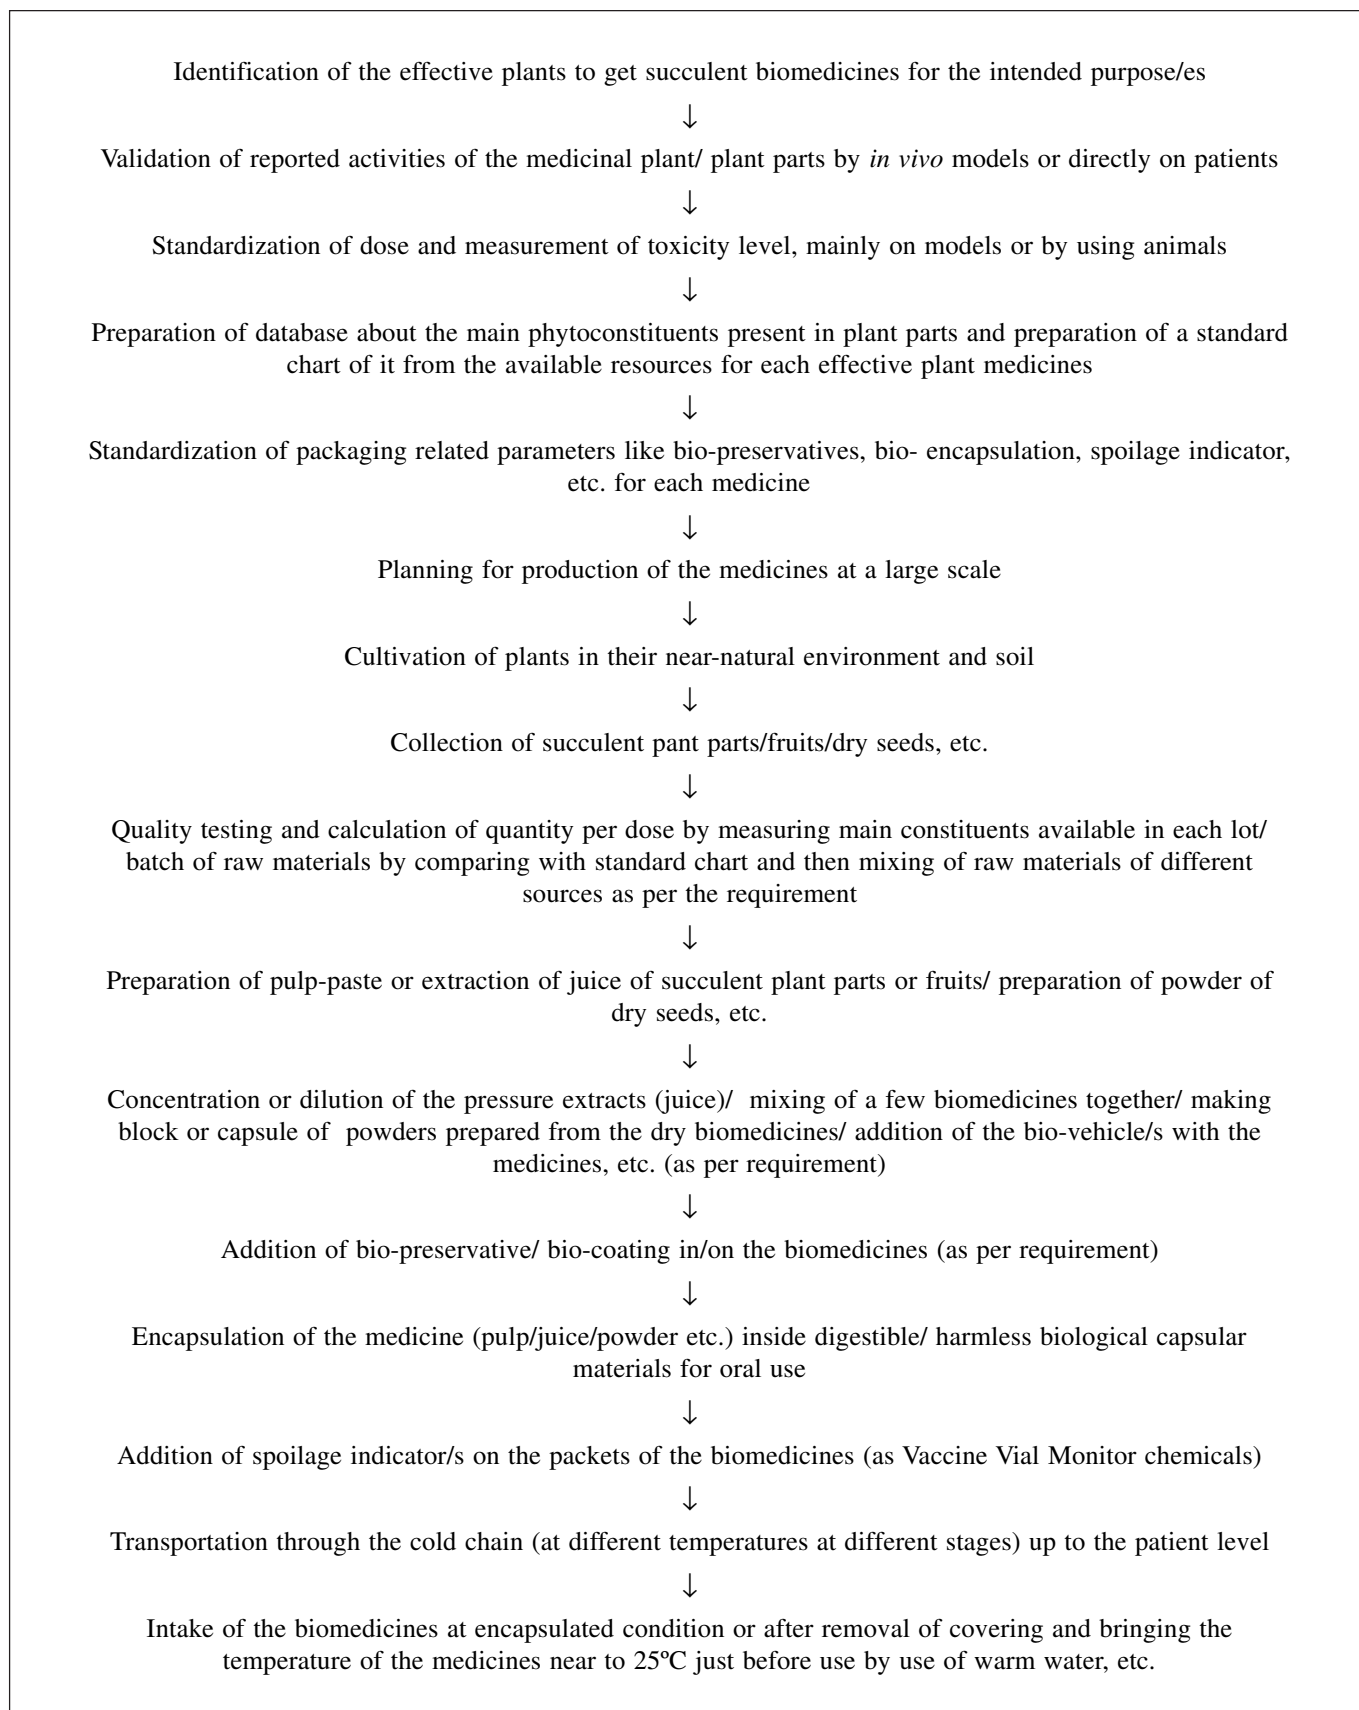 Identification of the effective plants to get succulent biomedicines for the intended purpose/es
↓
Validation of reported activities of the medicinal plant/ plant parts by in vivo models or directly on patients
↓
Standardization of dose and measurement of toxicity level, mainly on models or by using animals
↓
Preparation of database about the main phytoconstituents present in plant parts and preparation of a standard
chart of it from the available resources for each effective plant medicines
↓
Standardization of packaging related parameters like bio-preservatives, bio- encapsulation, spoilage indicator,
etc. for each medicine
↓
Planning for production of the medicines at a large scale
↓
Cultivation of plants in their near-natural environment and soil
↓
Collection of succulent pant parts/fruits/dry seeds, etc.
↓
Quality testing and calculation of quantity per dose by measuring main constituents available in each lot/
batch of raw materials by comparing with standard chart and then mixing of raw materials of different
sources as per the requirement
↓
Preparation of pulp-paste or extraction of juice of succulent plant parts or fruits/ preparation of powder of
dry seeds, etc.
↓
Concentration or dilution of the pressure extracts (juice)/ mixing of a few biomedicines together/ making
block or capsule of powders prepared from the dry biomedicines/ addition of the bio-vehicle/s with the
medicines, etc. (as per requirement)
↓
Addition of bio-preservative/ bio-coating in/on the biomedicines (as per requirement)
↓
Encapsulation of the medicine (pulp/juice/powder etc.) inside digestible/ harmless biological capsular
materials for oral use
↓
Addition of spoilage indicator/s on the packets of the biomedicines (as Vaccine Vial Monitor chemicals)
↓
Transportation through the cold chain (at different temperatures at different stages) up to the patient level
↓
Intake of the biomedicines at encapsulated condition or after removal of covering and bringing the
temperature of the medicines near to 25ºC just before use by use of warm water, etc.